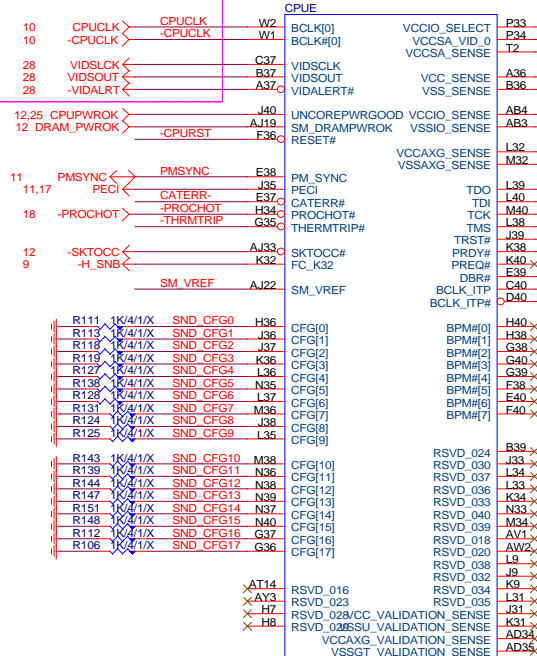 CPUE
10 CPUCLK CPUCLK W2 BCLK[0] VCCIO_SELECT P33
10 -CPUCLK -CPUCLK W1 BCLK#[0] VCCSA_VID_0 P34
VCCSA_SENSE T2
28 VIDSLCK C37 VIDSCLK
28 VIDSOUT B37 VIDSOUT VCC_SENSE A36
28 -VIDALRT A37 VIDALERT# VSS_SENSE B36
12,25 CPUPWROK J40 UNCOREPWRGOOD VCCIO_SENSE AB4
12 DRAM_PWROK AJ19 SM_DRAMPWROK VSSIO_SENSE AB3
-CPURST F36 RESET#
VCCAXG_SENSE L32
VSSAXG_SENSE M32
11 PMSYNC PMSYNC E38 PM_SYNC
11,17 PECI J35 PECI TDO L39
CATERR- E37 CATERR# TDI L40
18 -PROCHOT -PROCHOT H34 PROCHOT# TCK M40
-THRMTRIP G35 THERMTRIP# TMS L38
TRST# J39
12 -SKTOCC AJ33 SKTOCC# PRDY# K38
9 -H_SNB K32 FC_K32 PREQ# K40
DBR# E39
SM_VREF AJ22 SM_VREF BCLK_ITP C40
BCLK_ITP# D40
R111 1K/4/1/X SND_CFG0 H36 CFG[0] BPM#[0] H40
R113 1K/4/1/X SND_CFG1 J36 CFG[1] BPM#[1] H38
R118 1K/4/1/X SND_CFG2 J37 CFG[2] BPM#[2] G38
R119 1K/4/1/X SND_CFG3 K36 CFG[3] BPM#[3] G40
R127 1K/4/1/X SND_CFG4 L36 CFG[4] BPM#[4] G39
R138 1K/4/1/X SND_CFG5 N35 CFG[5] BPM#[5] F38
R128 1K/4/1/X SND_CFG6 L37 CFG[6] BPM#[6] E40
R131 1K/4/1/X SND_CFG7 M36 CFG[7] BPM#[7] F40
R124 1K/4/1/X SND_CFG8 J38 CFG[8]
R125 1K/4/1/X SND_CFG9 L35 CFG[9]
RSVD_024 B39
R143 1K/4/1/X SND_CFG10 M38 CFG[10] RSVD_030 J33
R139 1K/4/1/X SND_CFG11 N36 CFG[11] RSVD_037 L34
R144 1K/4/1/X SND_CFG12 N38 CFG[12] RSVD_036 L33
R147 1K/4/1/X SND_CFG13 N39 CFG[13] RSVD_033 K34
R151 1K/4/1/X SND_CFG14 N37 CFG[14] RSVD_040 N33
R148 1K/4/1/X SND_CFG15 N40 CFG[15] RSVD_039 M34
R112 1K/4/1/X SND_CFG16 G37 CFG[16] RSVD_018 AV1
R106 1K/4/1/X SND_CFG17 G36 CFG[17] RSVD_020 AW2
RSVD_038 L9
RSVD_032 J9
AT14 RSVD_016 RSVD_034 K9
AY3 RSVD_023 RSVD_035 L31
H7 RSVD_028 VCC_VALIDATION_SENSE J31
H8 VSSU_VALIDATION_SENSE K31
VCCAXG_VALIDATION_SENSE AD34
VSSGT_VALIDATION_SENSE AD35